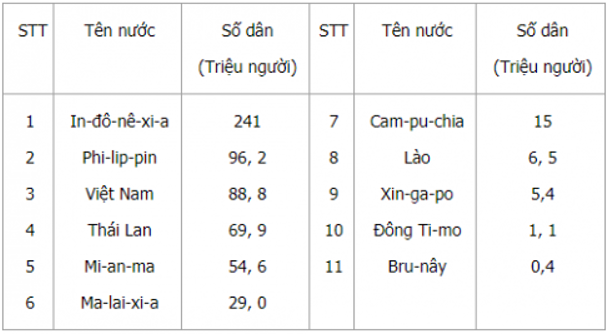 STT Tên nước Số dân STT Tên nước Số dân
(Triệu người) (Triệu người)
1 In-đô-nê-xi-a 241 7 Cam-pu-chia 15
2 Phi-lip-pin 96, 2 8 Lào 6, 5
3 Việt Nam 88, 8 9 Xin-ga-po 5,4
4 Thái Lan 69, 9 10 Đông Ti-mo 1, 1
5 Mi-an-ma 54, 6 11 Bru-nây 0,4
6 Ma-lai-xi-a 29, 0